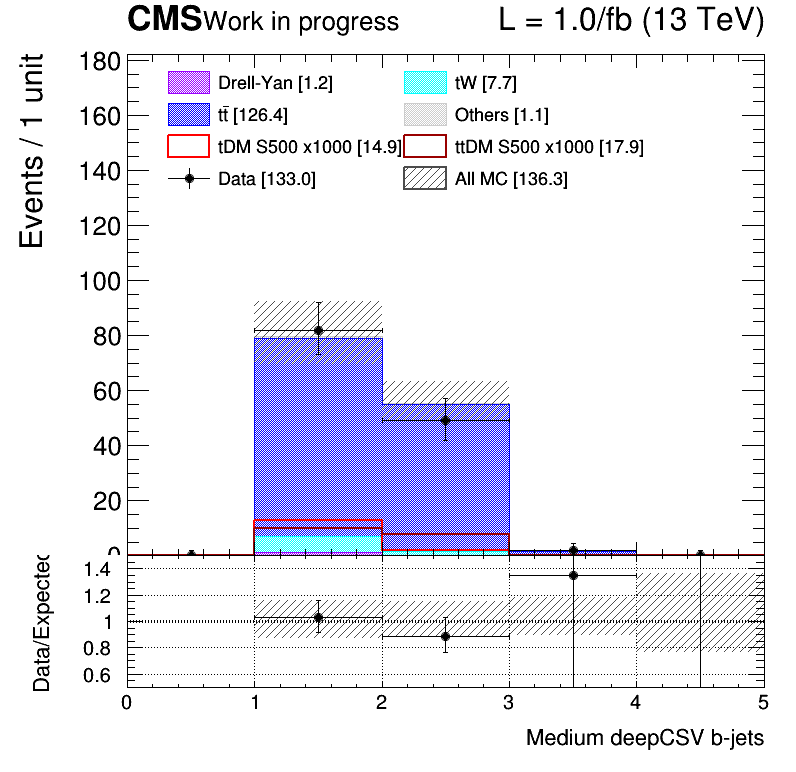 CMS Work in progress L = 1.0/fb (13 TeV)
Events / 1 unit
180
160
140
120
100
80
60
40
20
0
Drell-Yan [1.2] tW [7.7]
tt̄ [126.4] Others [1.1]
tDM S500 x1000 [14.9] ttDM S500 x1000 [17.9]
Data [133.0] All MC [136.3]
Data/Expected
1.4
1.2
1
0.8
0.6
0 1 2 3 4 5
Medium deepCSV b-jets